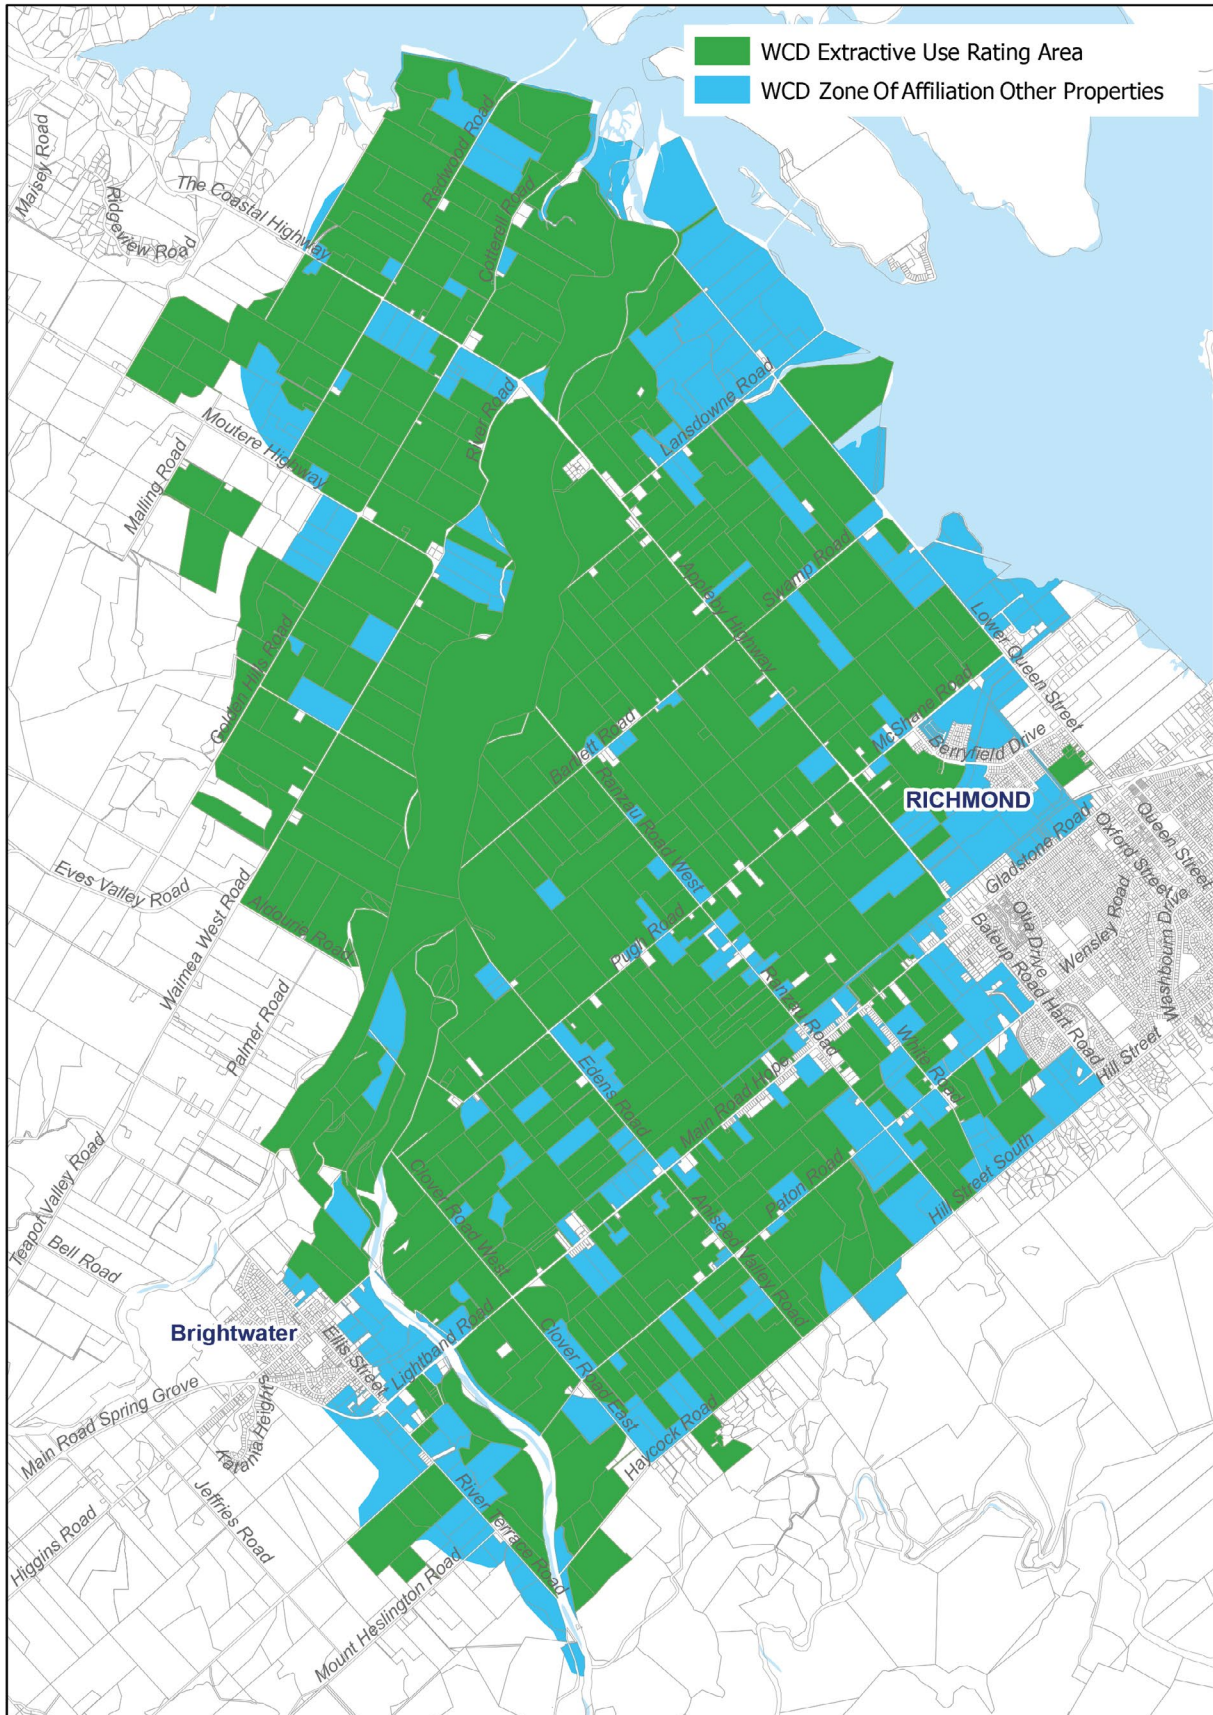 WCD Extractive Use Rating Area
WCD Zone Of Affiliation Other Properties
Maisey Road
Ridgeview Road
The Coastal Highway
Redwood Road
Cotterell Road
Moutere Highway
Malling Road
River Road
Lansdowne Road
Appleby Highway
Swamp Road
Lower Queen Street
McShane Road
Berryfield Drive
RICHMOND
Golden Hills Road
Bartlett Road
Ranzau Road West
Queen Street
Oxford Street
Gladstone Road
Washbourn Drive
Wensley Road
Olia Drive
Bateup Road
Hart Road
Hill Street
Eves Valley Road
Waimea West Road
Aldourie Road
Pugh Road
Ranzau Road
White Road
Palmer Road
Edens Road
Main Road Hope
Paton Road
Hill Street South
Aniseed Valley Road
Clover Road West
Teapot Valley Road
Bell Road
Brightwater
Ellis Street
Lightband Road
Clover Road East
Haycock Road
Main Road Spring Grove
Katania Heights
Jeffries Road
Higgins Road
River Terrace Road
Mount Heslington Road